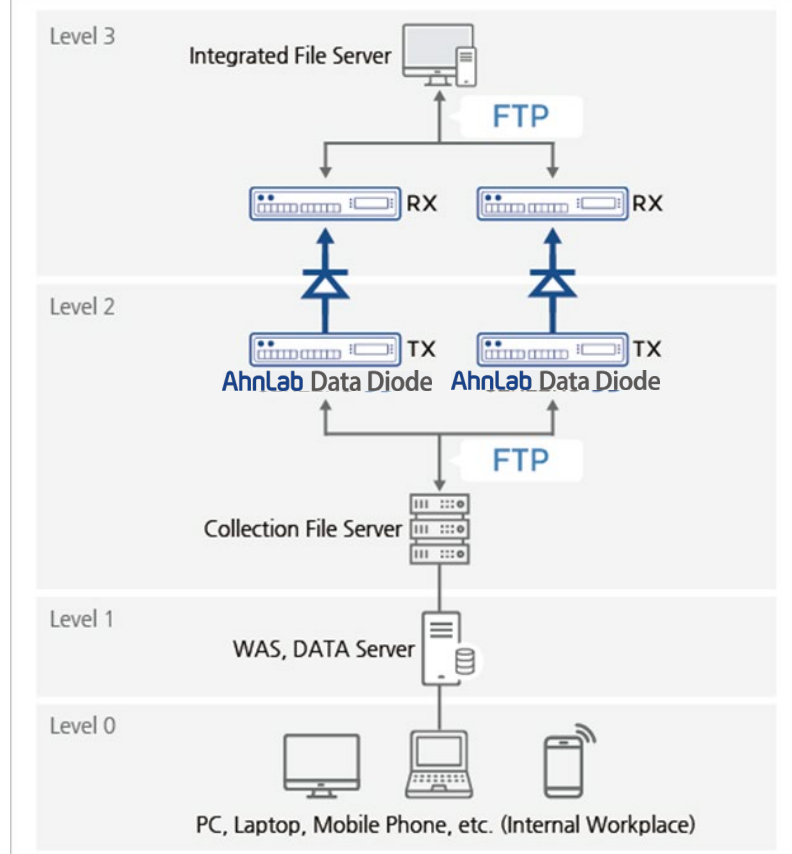 Level 3
Integrated File Server
FTP
RX RX
Level 2
TX TX
AhnLab Data Diode AhnLab Data Diode
FTP
Collection File Server
Level 1
WAS, DATA Server
Level 0
PC, Laptop, Mobile Phone, etc. (Internal Workplace)